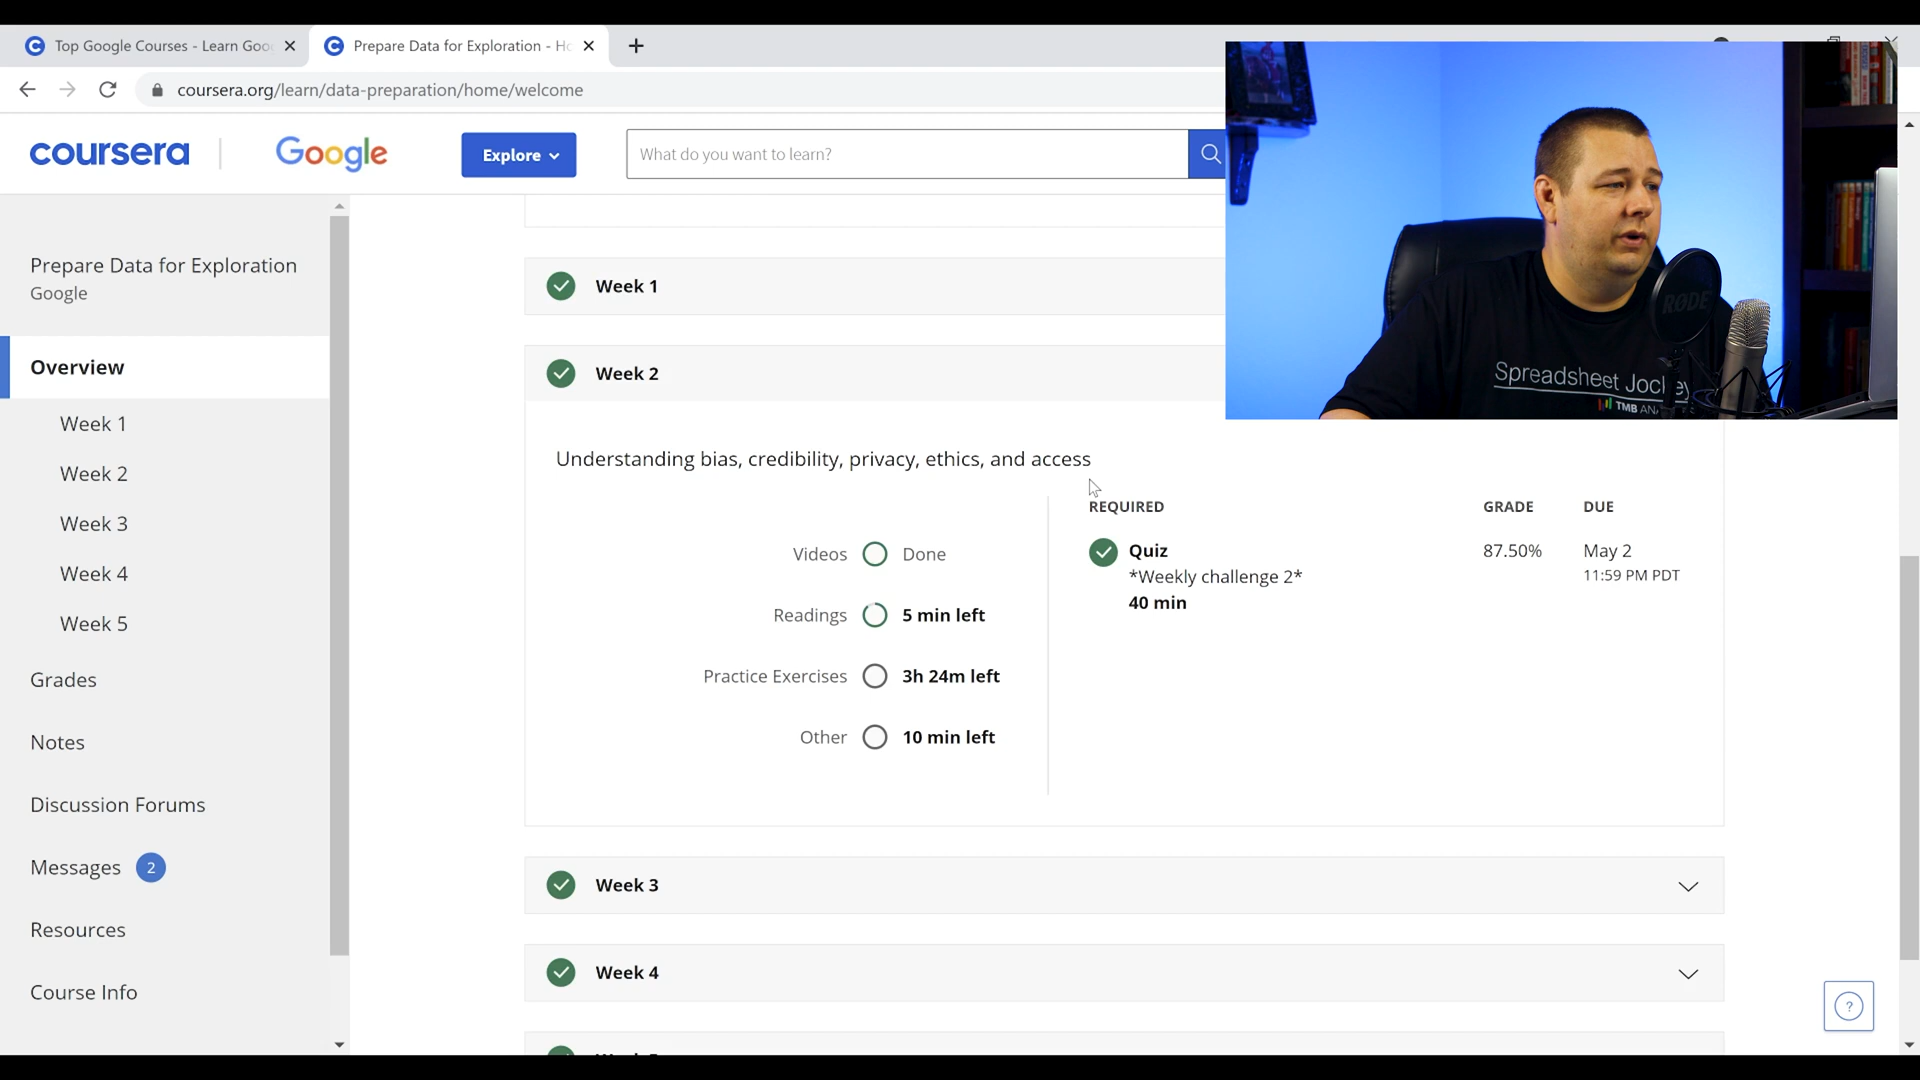 Top Google Courses - Learn Goo
Prepare Data for Exploration - Ho
coursera.org/learn/data-preparation/home/welcome
coursera
Google
Explore
What do you want to learn?
Prepare Data for Exploration
Google
Overview
Week 1
Week 2
Week 3
Week 4
Week 5
Grades
Notes
Discussion Forums
Messages 2
Resources
Course Info
Week 1
Week 2
Understanding bias, credibility, privacy, ethics, and access
Videos Done
Readings 5 min left
Practice Exercises 3h 24m left
Other 10 min left
REQUIRED GRADE DUE
Quiz 87.50% May 2
*Weekly challenge 2* 11:59 PM PDT
40 min
Week 3
Week 4
?
RØDE
Spreadsheet Jockey
TMB